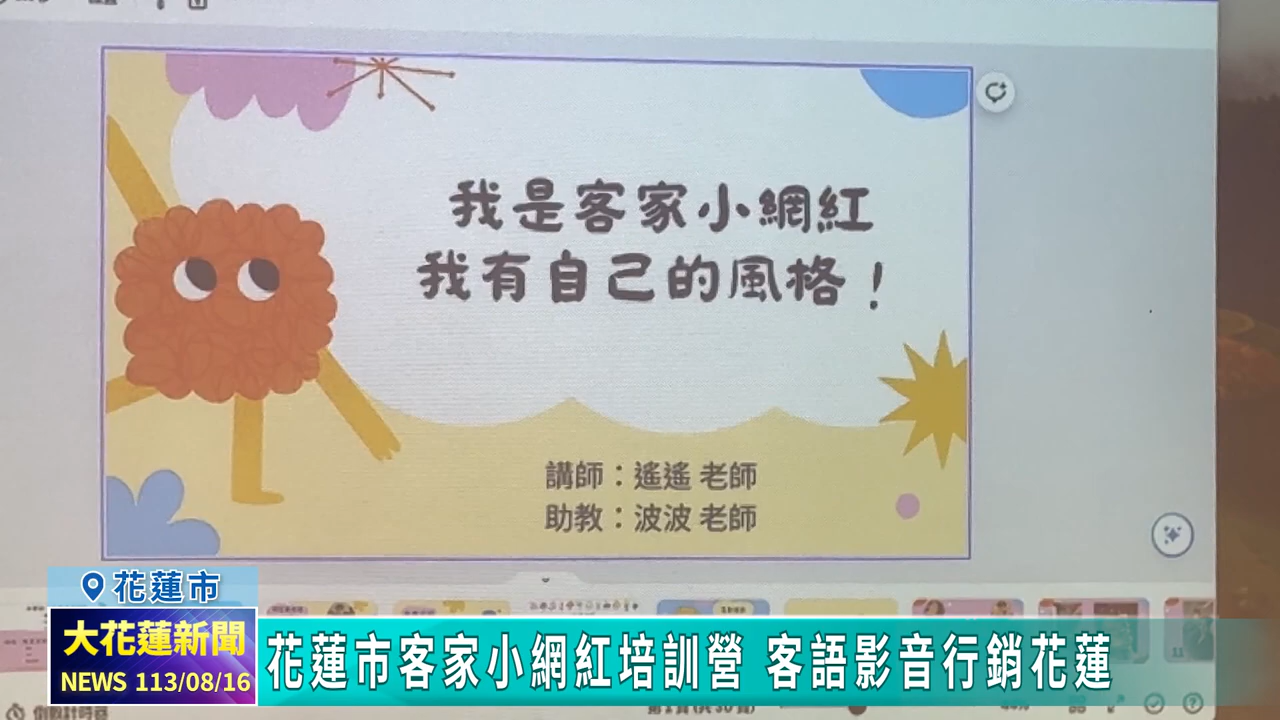 我是客家小網紅
我有自己的風格！
講師：遙遙 老師
助教：波波 老師
花蓮市
大花蓮新聞
NEWS 113/08/16
花蓮市客家小網紅培訓營 客語影音行銷花蓮
11